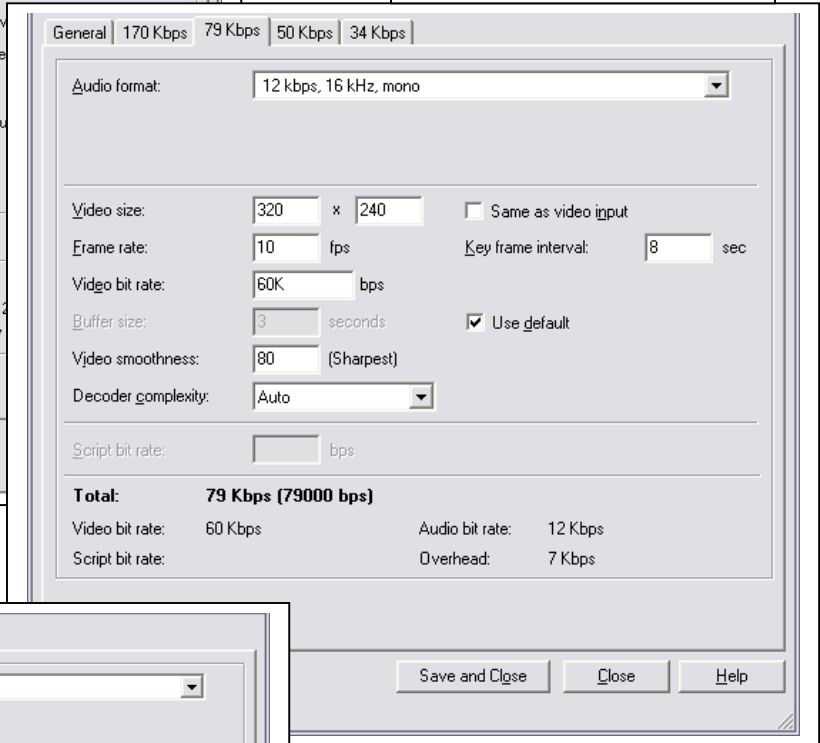 General 170 Kbps 79 Kbps 50 Kbps 34 Kbps
Audio format: 12 kbps, 16 kHz, mono
Video size: 320 x 240 Same as video input
Frame rate: 10 fps Key frame interval: 8 sec
Video bit rate: 60K bps
Buffer size: 3 seconds Use default
Video smoothness: 80 (Sharpest)
Decoder complexity: Auto
Script bit rate: bps
Total: 79 Kbps (79000 bps)
Video bit rate: 60 Kbps Audio bit rate: 12 Kbps
Script bit rate: Overhead: 7 Kbps
Save and Close Close Help